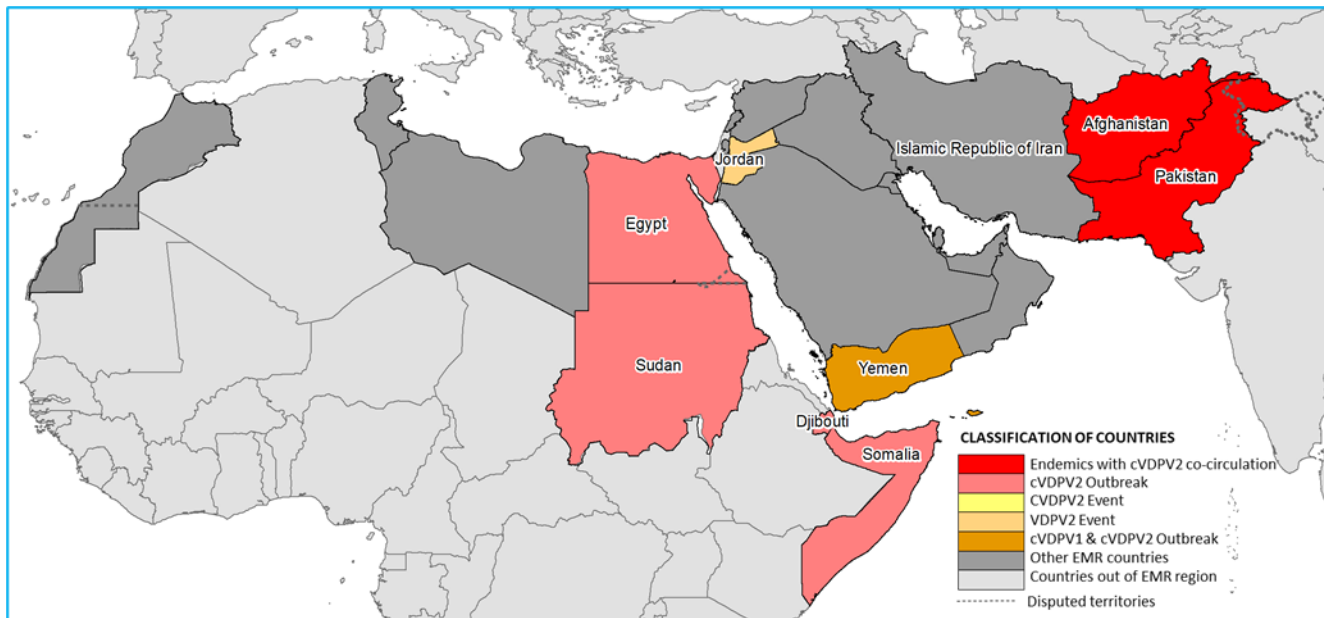 Afghanistan
Jordan
Islamic Republic of Iran
Pakistan
Egypt
Sudan
Yemen
Djibouti
Somalia
CLASSIFICATION OF COUNTRIES
Endemics with cVDPV2 co-circulation
cVDPV2 Outbreak
CVDPV2 Event
VDPV2 Event
cVDPV1 & cVDPV2 Outbreak
Other EMR countries
Countries out of EMR region
Disputed territories